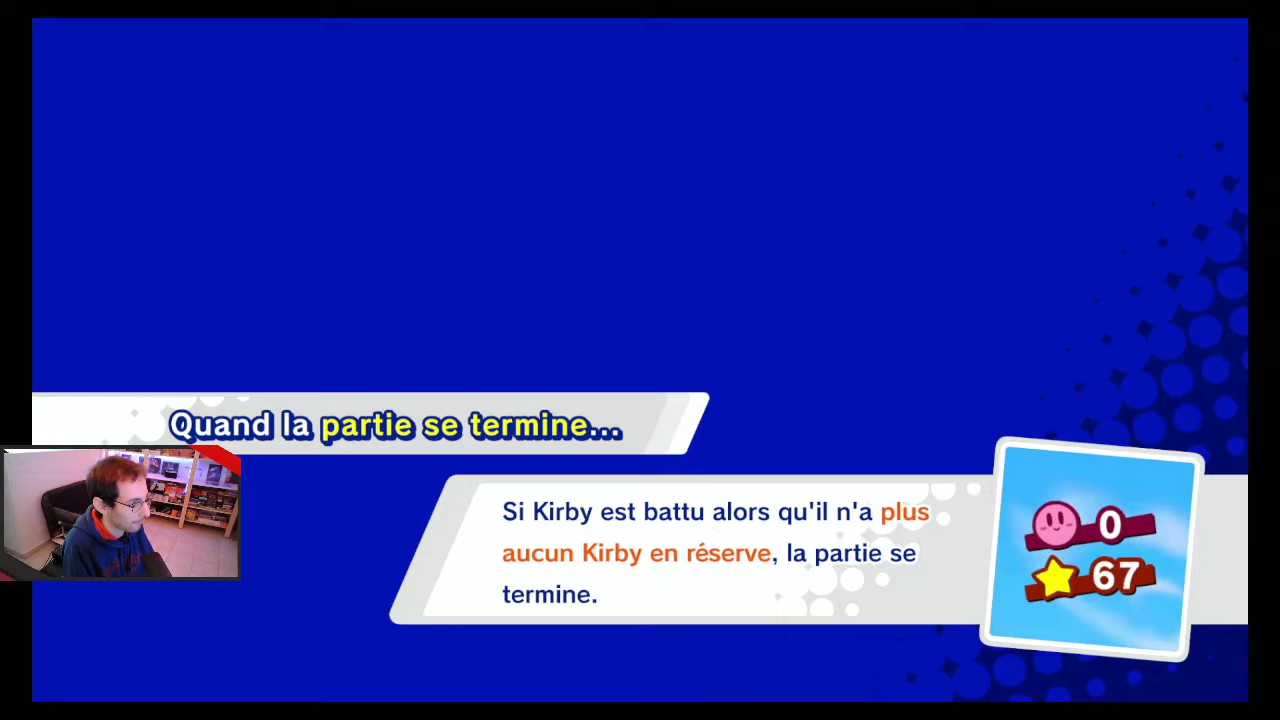 Quand la partie se termine...
Si Kirby est battu alors qu'il n'a plus
aucun Kirby en réserve, la partie se
termine.
0
67